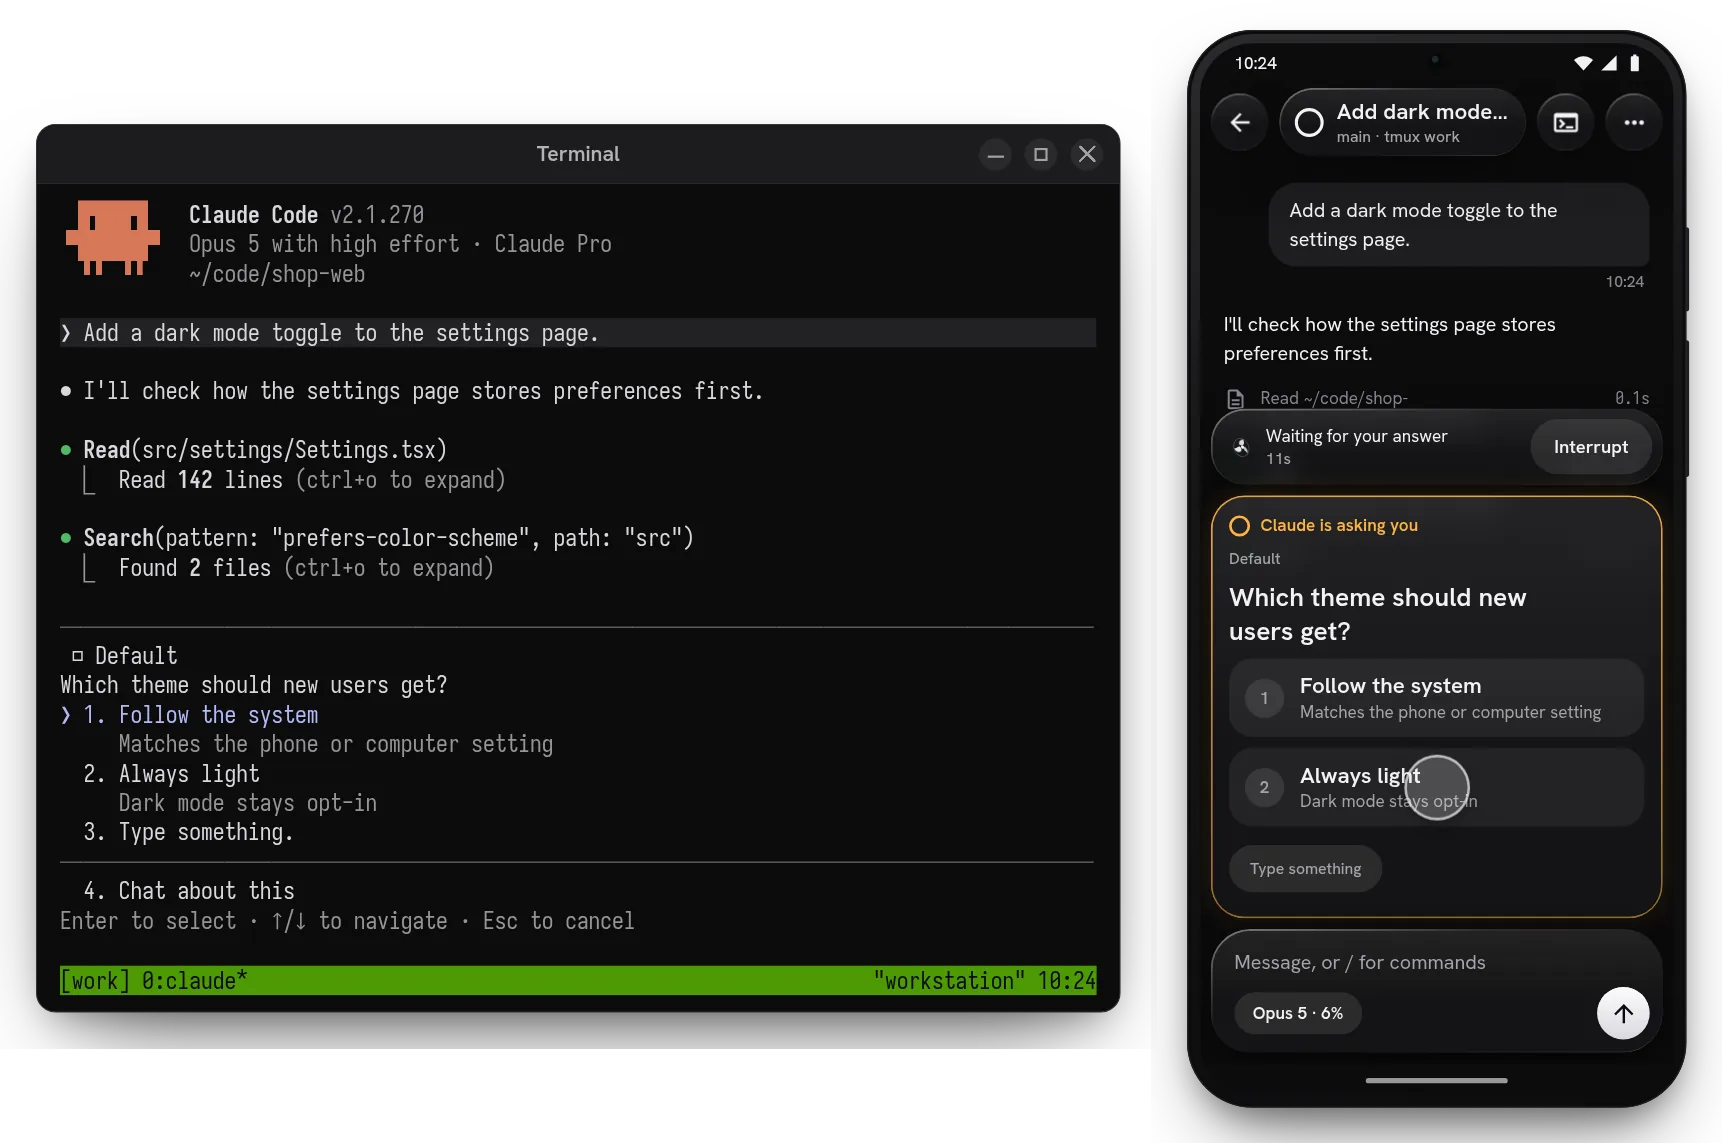 Terminal
Claude Code v2.1.270
Opus 5 with high effort · Claude Pro
~/code/shop-web
❯ Add a dark mode toggle to the settings page.
● I'll check how the settings page stores preferences first.
● Read(src/settings/Settings.tsx)
⎿ Read 142 lines (ctrl+o to expand)
● Search(pattern: "prefers-color-scheme", path: "src")
⎿ Found 2 files (ctrl+o to expand)
□ Default
Which theme should new users get?
❯ 1. Follow the system
Matches the phone or computer setting
2. Always light
Dark mode stays opt-in
3. Type something.
4. Chat about this
Enter to select · ↑/↓ to navigate · Esc to cancel
[work] 0:claude* "workstation" 10:24
10:24
Add dark mode...
main · tmux work
Add a dark mode toggle to the
settings page.
10:24
I'll check how the settings page stores
preferences first.
Read ~/code/shop- 0.1s
Waiting for your answer
11s
Interrupt
Claude is asking you
Default
Which theme should new
users get?
1 Follow the system
Matches the phone or computer setting
2 Always light
Dark mode stays opt-in
Type something
Message, or / for commands
Opus 5 · 6%